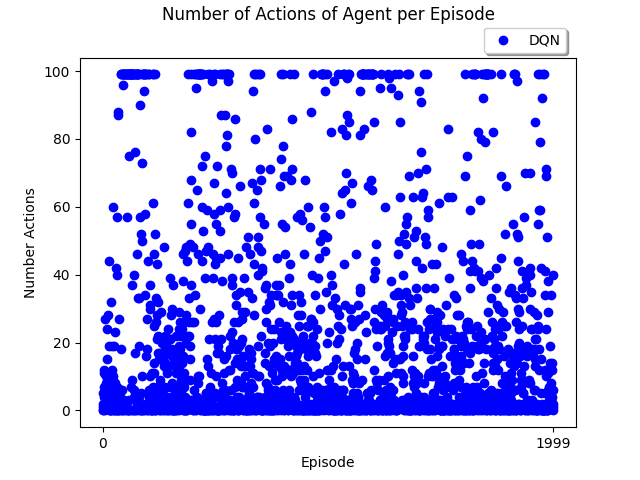 Number of Actions of Agent per Episode
DQN
100
80
60
40
20
0
Number Actions
0
1999
Episode